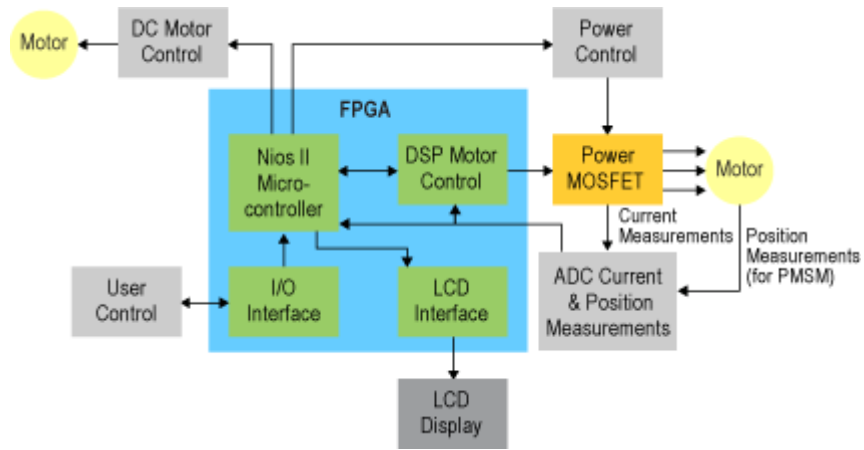 Motor
DC Motor
Control
Power
Control
FPGA
Nios II
Micro-
controller
DSP Motor
Control
Power
MOSFET
Motor
Current
Measurements
Position
Measurements
(for PMSM)
User
Control
I/O
Interface
LCD
Interface
ADC Current
& Position
Measurements
LCD
Display